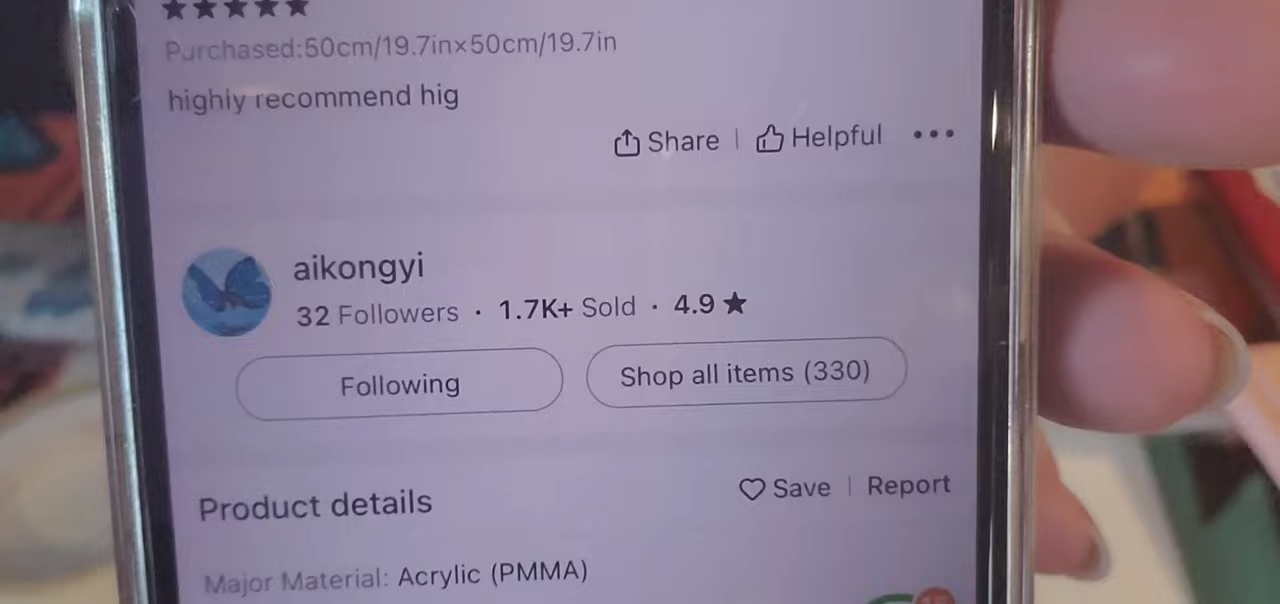 ★★★★★
Purchased:50cm/19.7in×50cm/19.7in
highly recommend hig
Share | Helpful •••
aikongyi
32 Followers · 1.7K+ Sold · 4.9 ★
Following
Shop all items (330)
Product details
Save | Report
Major Material: Acrylic (PMMA)